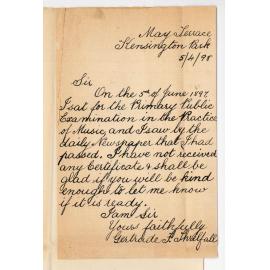 May Terrace
Kensington Park
5/4/98
Sir
On the 5th of June 1897
I sat for the Primary Public
Examination in the Practice
of Music, and I saw by the
daily Newspaper that I had
passed. I have not received
any Certificate & shall be
glad if you will be kind
enough to let me know
if it is ready.
I am Sir
Yours faithfully
Gertrude F. Threlfall